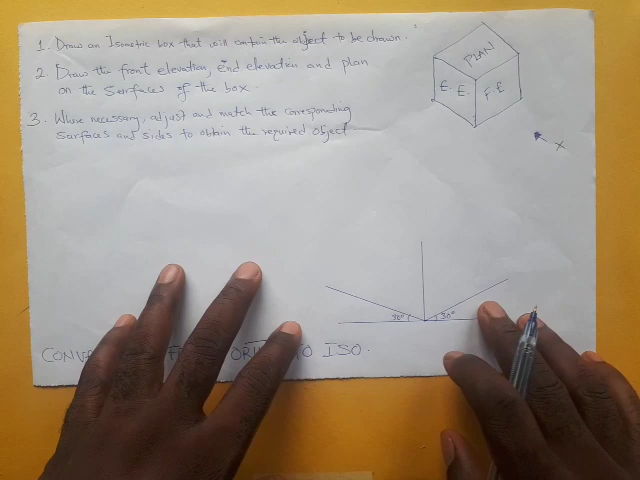 1. Draw an Isometric box that will contain the object to be drawn.
2. Draw the front elevation, End elevation and plan
on the Surfaces of the box.
3. Where necessary, adjust and match the corresponding
surfaces and sides to obtain the required object
PLAN
E.E.
F.E
X
30°
30°
TO ISO.